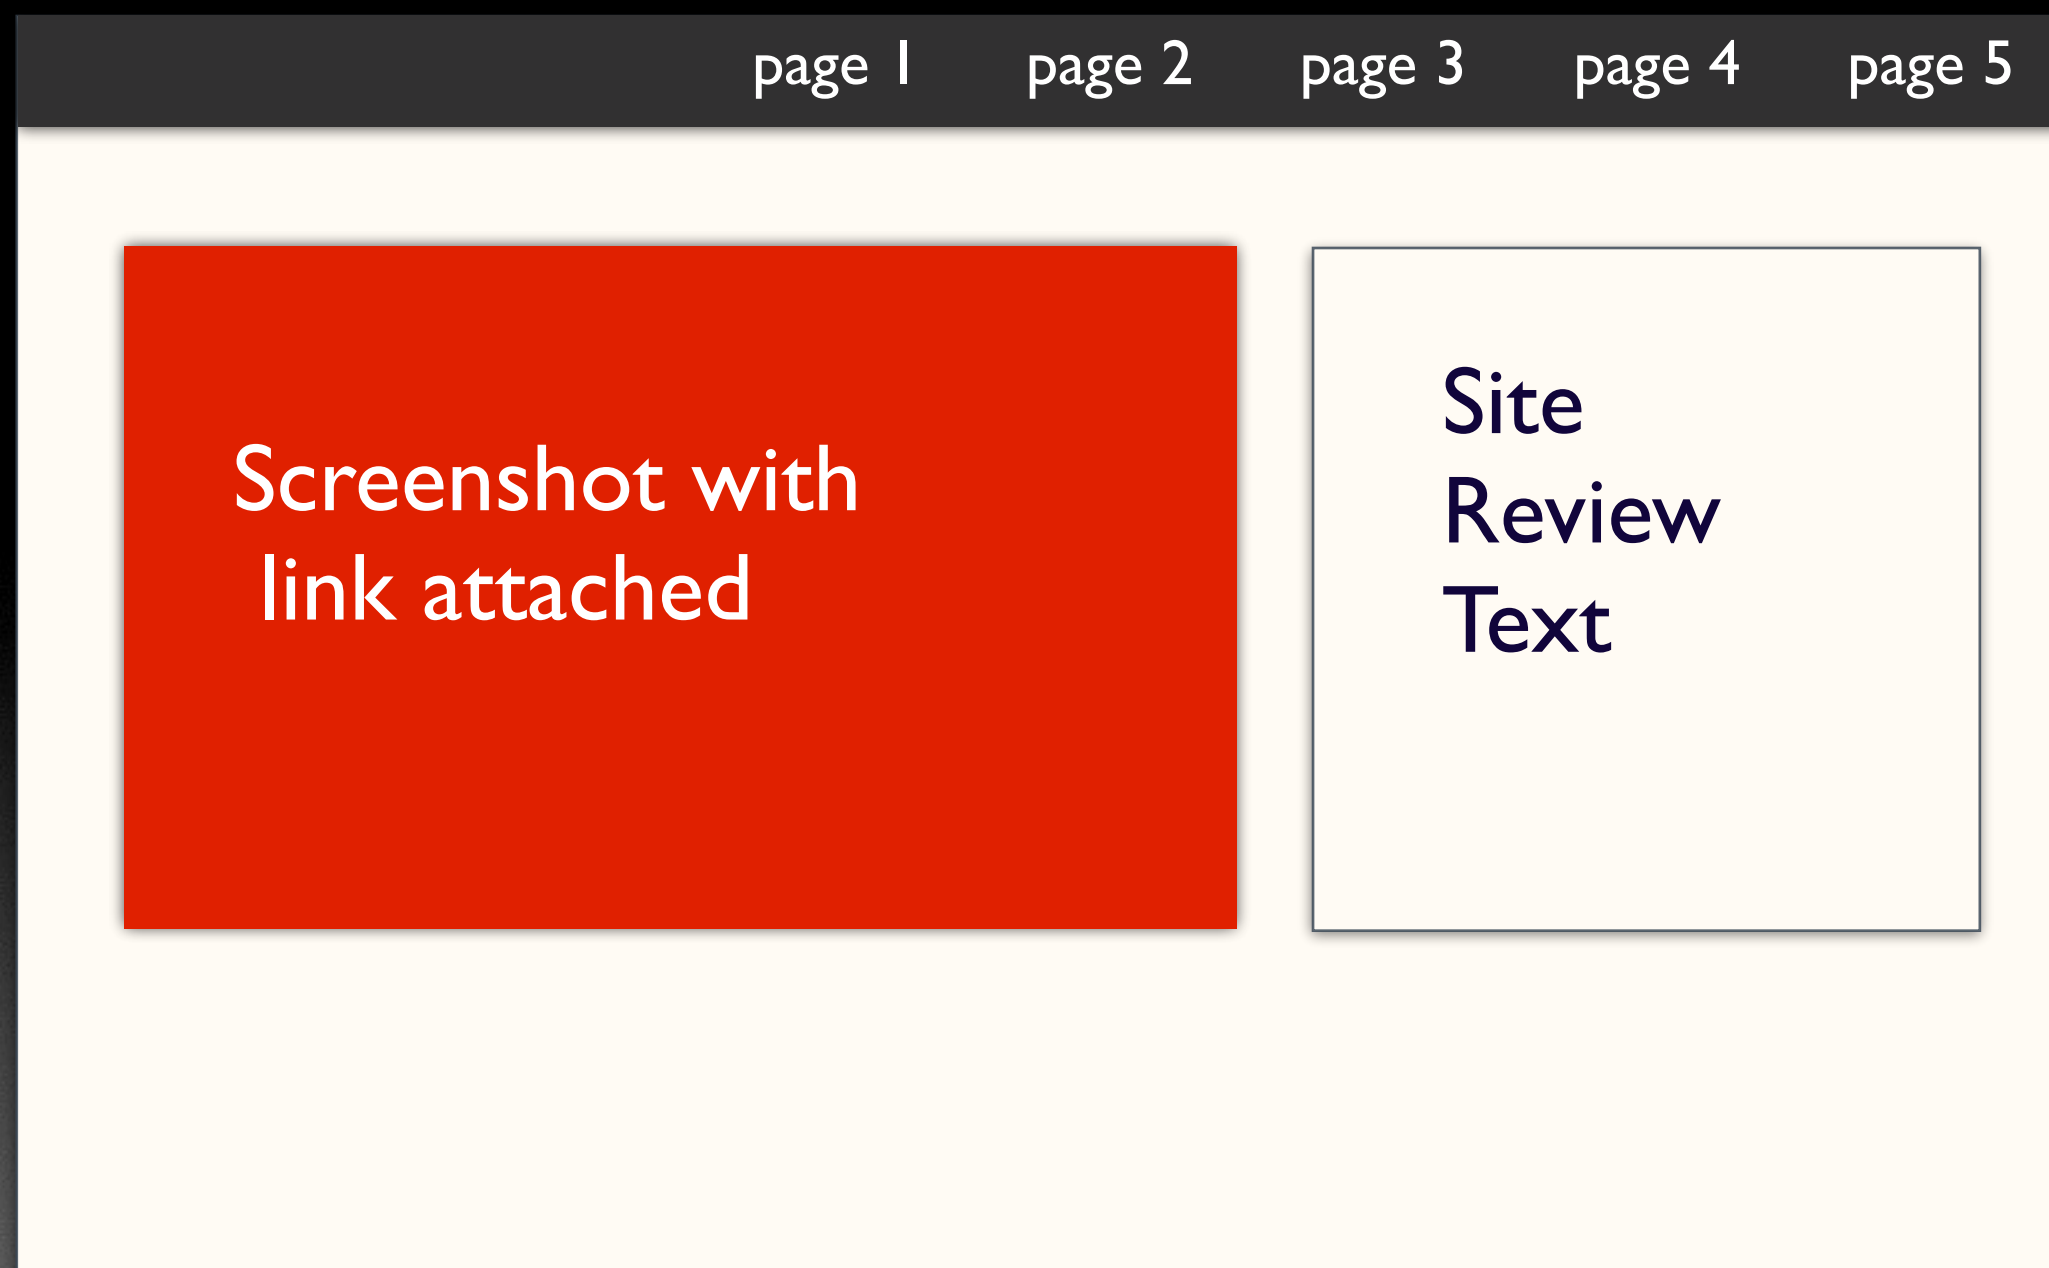 page 1 page 2 page 3 page 4 page 5
Screenshot with
link attached
Site
Review
Text